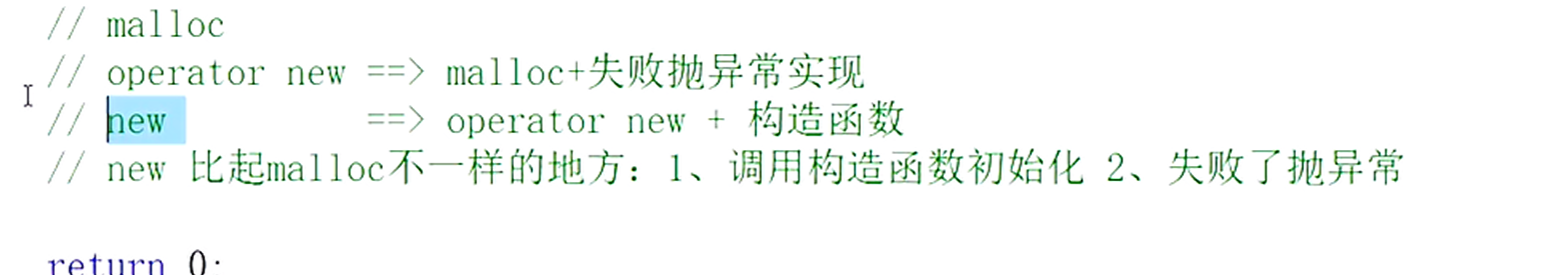 // malloc
// operator new ==> malloc+失败抛异常实现
// new ==> operator new + 构造函数
// new 比起malloc不一样的地方：1、调用构造函数初始化 2、失败了抛异常
return 0;